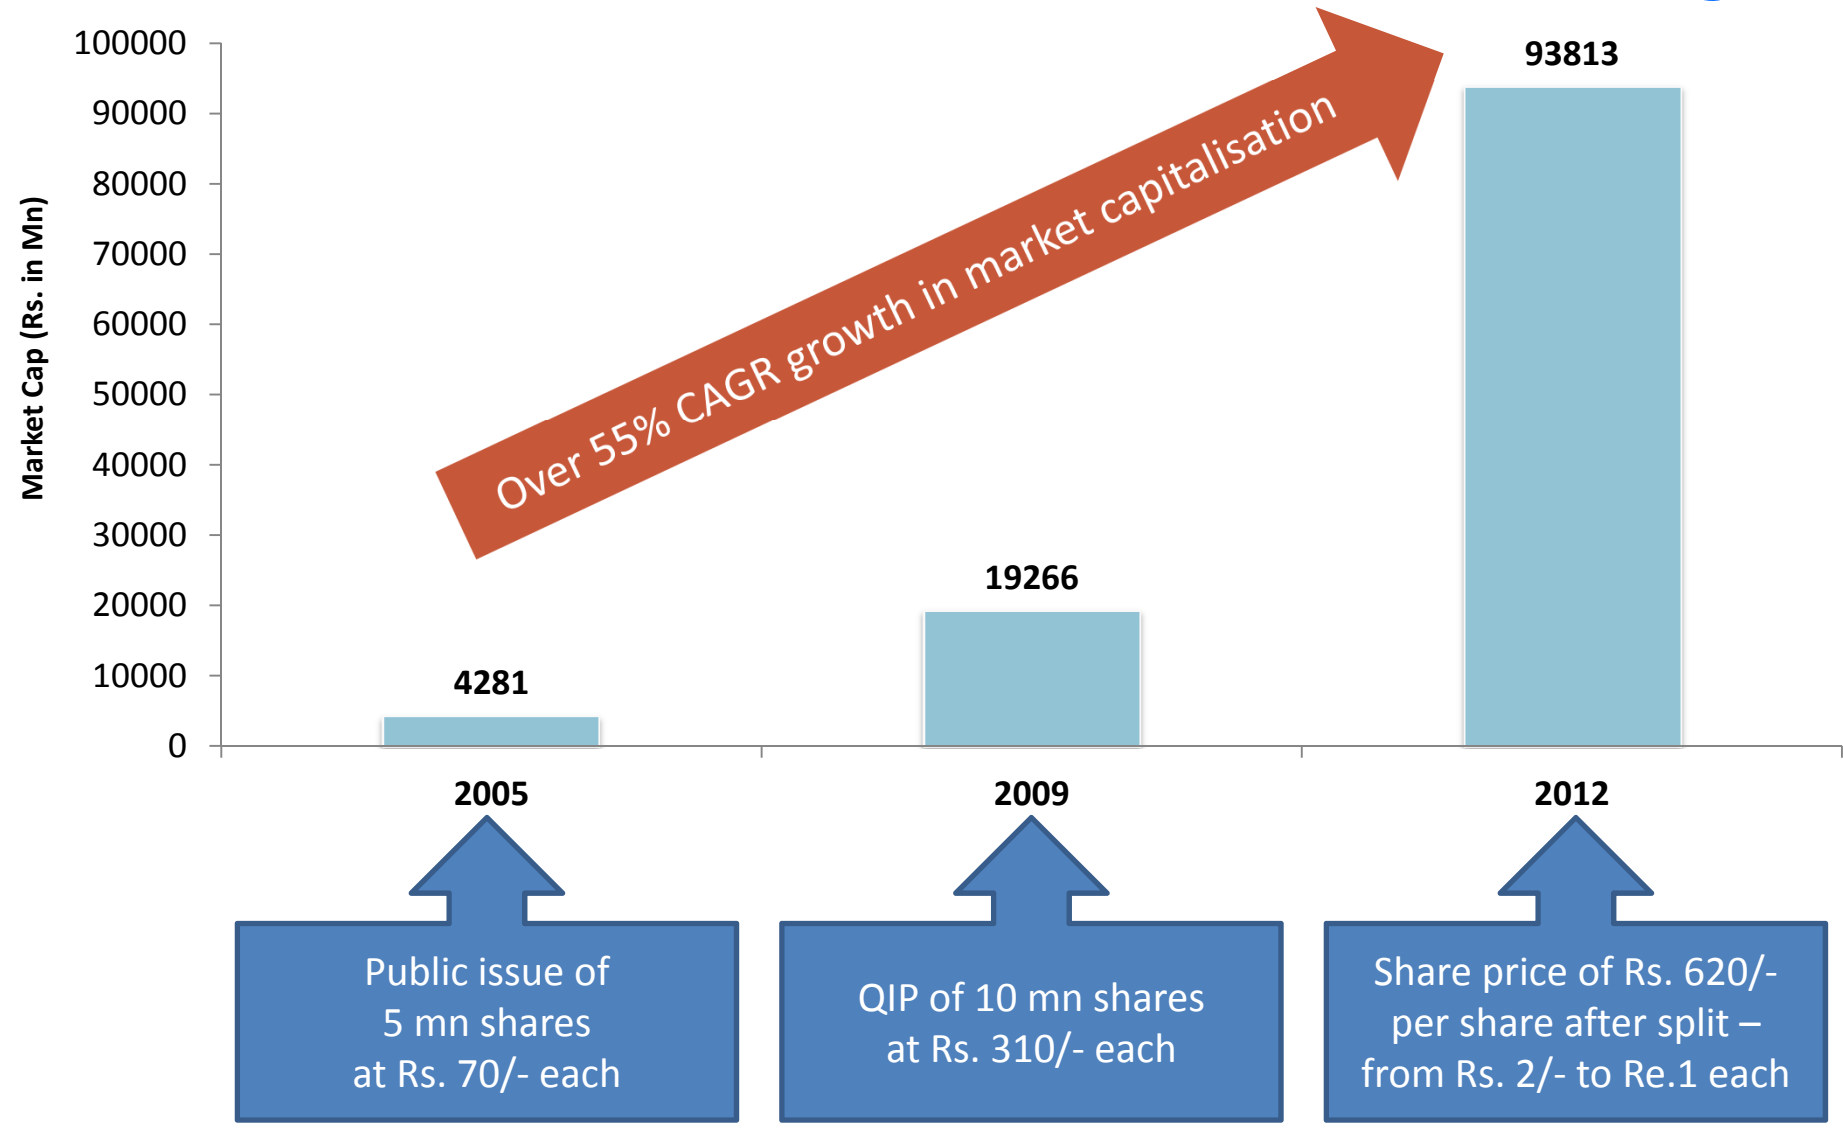 Market Cap (Rs. in Mn)
100000
90000
80000
70000
60000
50000
40000
30000
20000
10000
0
Over 55% CAGR growth in market capitalisation
4281
19266
93813
2005
2009
2012
Public issue of
5 mn shares
at Rs. 70/- each
QIP of 10 mn shares
at Rs. 310/- each
Share price of Rs. 620/-
per share after split –
from Rs. 2/- to Re.1 each